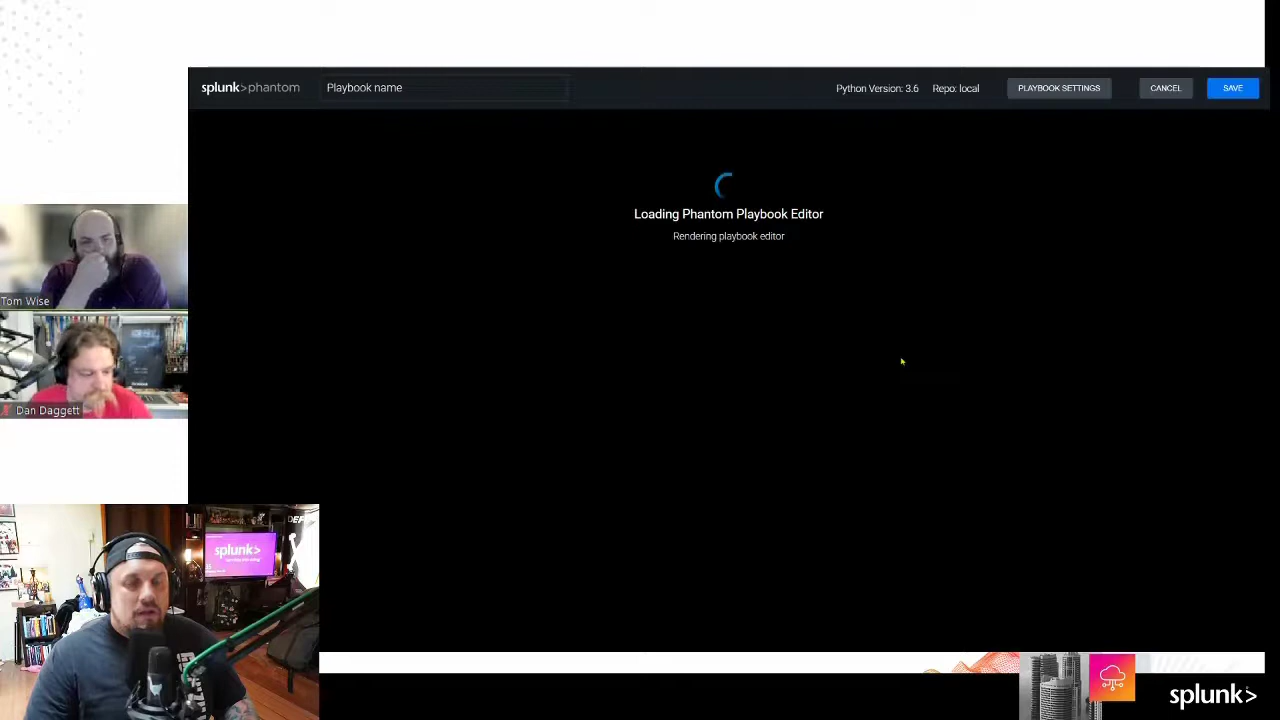 splunk>phantom
Playbook name
Python Version: 3.6
Repo: local
PLAYBOOK SETTINGS
CANCEL
SAVE
Loading Phantom Playbook Editor
Rendering playbook editor
Tom Wise
Dan Daggett
splunk>
splunk>